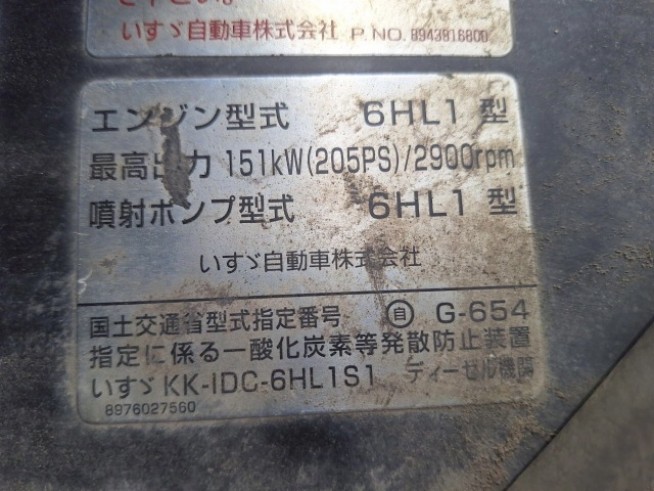 いすゞ自動車株式会社 P.NO.8943916800
エンジン型式 6HL1 型
最高出力 151kW(205PS)/2900rpm
噴射ポンプ型式 6HL1 型
いすゞ自動車株式会社
国土交通省型式指定番号 自 G-654
指定に係る一酸化炭素等発散防止装置
いすゞ KK-IDC-6HL1S1 ディーゼル機関
8976027560